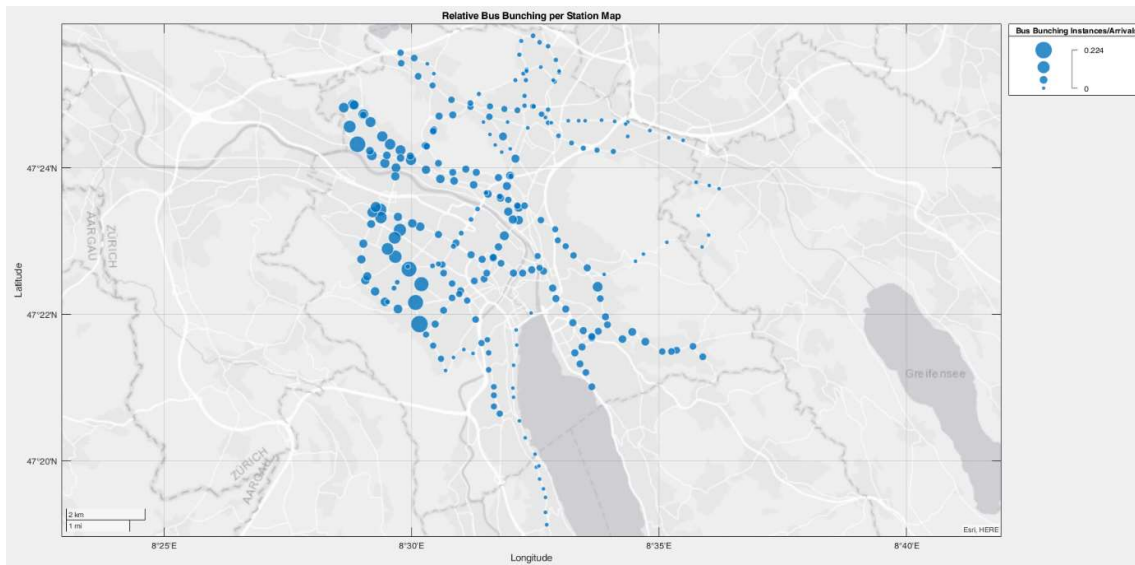 Relative Bus Bunching per Station Map
Bus Bunching Instances/Arrivals
0.224
0
47°24'N
47°22'N
47°20'N
Latitude
AARGAU
ZÜRICH
ZÜRICH
AARGAU
Greifensee
2 km
1 mi
Esri, HERE
8°25'E
8°30'E
8°35'E
8°40'E
Longitude